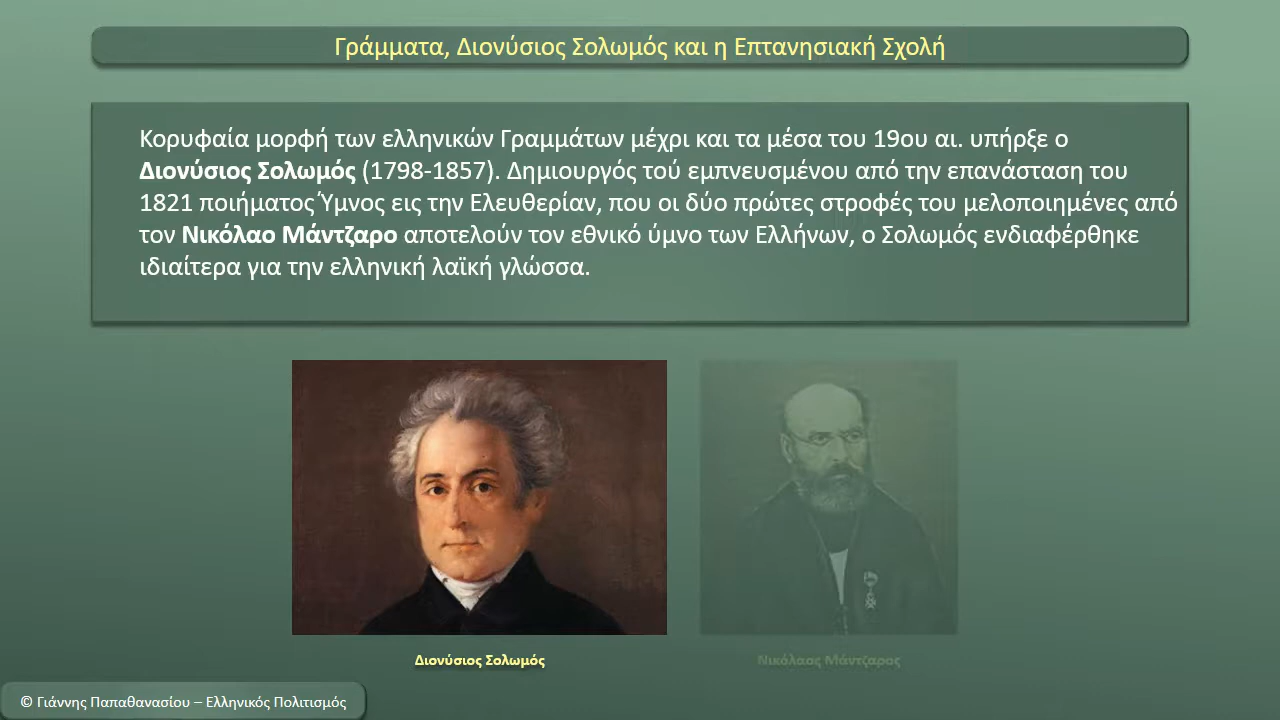 Γράμματα, Διονύσιος Σολωμός και η Επτανησιακή Σχολή
Κορυφαία μορφή των ελληνικών Γραμμάτων μέχρι και τα μέσα του 19ου αι. υπήρξε ο
Διονύσιος Σολωμός (1798-1857). Δημιουργός τού εμπνευσμένου από την επανάσταση του
1821 ποιήματος Ύμνος εις την Ελευθερίαν, που οι δύο πρώτες στροφές του μελοποιημένες από
τον Νικόλαο Μάντζαρο αποτελούν τον εθνικό ύμνο των Ελλήνων, ο Σολωμός ενδιαφέρθηκε
ιδιαίτερα για την ελληνική λαϊκή γλώσσα.
Διονύσιος Σολωμός
Νικόλαος Μάντζαρος
© Γιάννης Παπαθανασίου – Ελληνικός Πολιτισμός